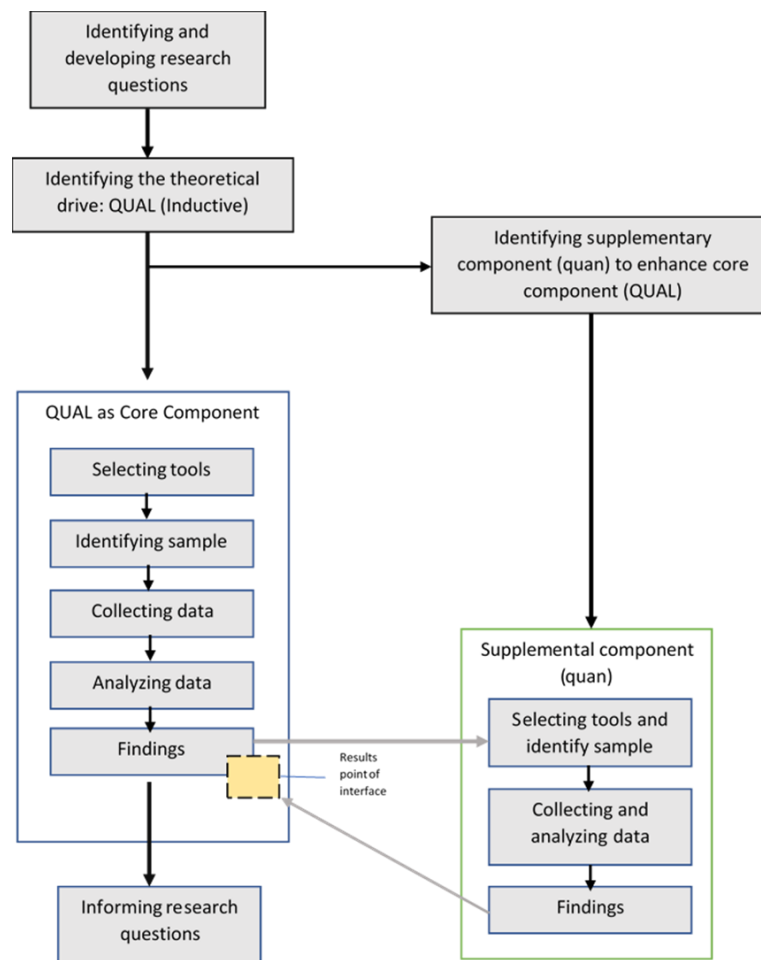 Identifying and
developing research
questions
Identifying the theoretical
drive: QUAL (Inductive)
Identifying supplementary
component (quan) to enhance core
component (QUAL)
QUAL as Core Component
Selecting tools
Identifying sample
Collecting data
Analyzing data
Findings
Results
point of
interface
Informing research
questions
Supplemental component
(quan)
Selecting tools and
identify sample
Collecting and
analyzing data
Findings